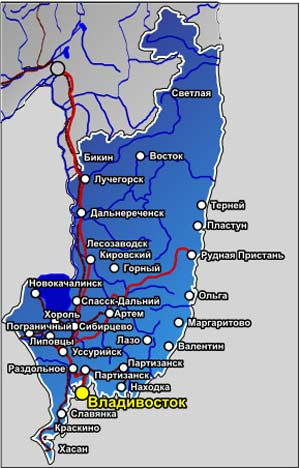 Светлая
Бикин
Восток
Лучегорск
Терней
Дальнереченск
Пластун
Лесозаводск
Кировский
Рудная Пристань
Горный
Новокачалинск
Спасск-Дальний
Ольга
Хороль
Артем
Пограничный
Сибирцево
Маргаритово
Липовцы
Лазо
Валентин
Уссурийск
Раздольное
Партизанск
Партизанск
Находка
Владивосток
Славянка
Краскино
Хасан